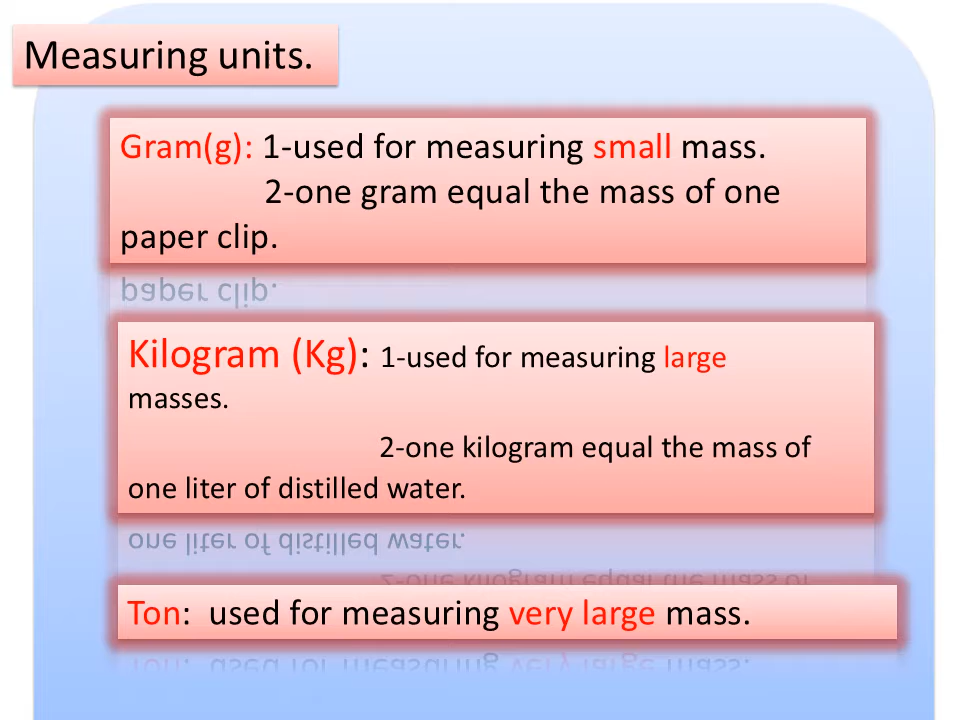 Measuring units.
Gram(g): 1-used for measuring small mass.
2-one gram equal the mass of one
paper clip.
Kilogram (Kg): 1-used for measuring large
masses.
2-one kilogram equal the mass of
one liter of distilled water.
Ton: used for measuring very large mass.